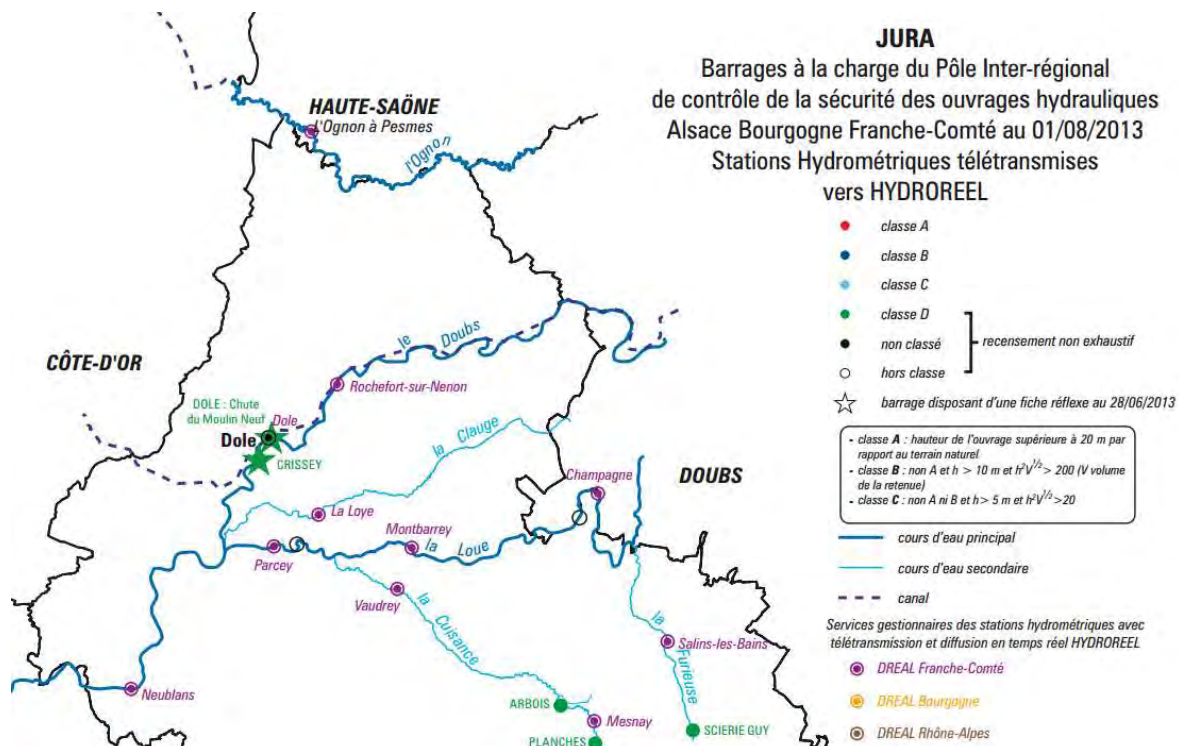 JURA
Barrages à la charge du Pôle Inter-régional
de contrôle de la sécurité des ouvrages hydrauliques
Alsace Bourgogne Franche-Comté au 01/08/2013
Stations Hydrométriques télétransmises
vers HYDROREEL
classe A
classe B
classe C
classe D
non classé
hors classe
recensement non exhaustif
barrage disposant d'une fiche réflexe au 28/06/2013
- classe A : hauteur de l'ouvrage supérieure à 20 m par
rapport au terrain naturel
- classe B : non A et h > 10 m et h²V^½ > 200 (V volume
de la retenue)
- classe C : non A ni B et h > 5 m et h²V^½ >20
cours d'eau principal
cours d'eau secondaire
canal
Services gestionnaires des stations hydrométriques avec
télétransmission et diffusion en temps réel HYDROREEL
DREAL Franche-Comté
DREAL Bourgogne
DREAL Rhône-Alpes
HAUTE-SAÖNE
L'Ognon à Pesmes
l'Ognon
CÔTE-D'OR
le Doubs
Rochefort-sur-Nenon
DOLE : Chute
du Moulin Neuf
Dole
Dole
CRISSEY
la Clauge
La Loye
Champagne
DOUBS
Montbarrey
la Loue
Parcey
Vaudrey
la Cuisance
Salins-les-Bains
la Furieuse
Neublans
ARBOIS
Mesnay
PLANCHES
SCIERIE GUY